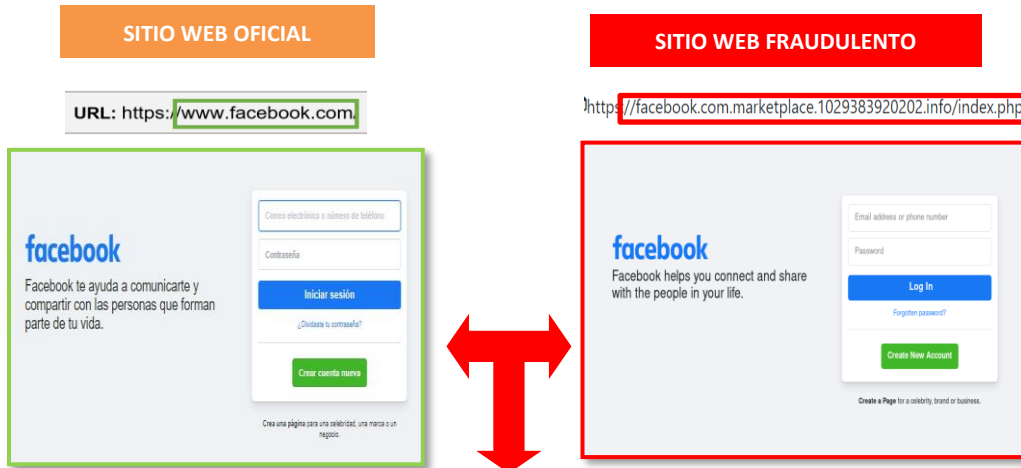 SITIO WEB OFICIAL
URL: https://www.facebook.com/
facebook
Facebook te ayuda a comunicarte y
compartir con las personas que forman
parte de tu vida.
Correo electrónico o número de teléfono
Contraseña
Iniciar sesión
¿Olvidaste tu contraseña?
Crear cuenta nueva
Crea una página para una celebridad, una marca o un
negocio.
SITIO WEB FRAUDULENTO
https://facebook.com.marketplace.1029383920202.info/index.php
facebook
Facebook helps you connect and share
with the people in your life.
Email address or phone number
Password
Log In
Forgotten password?
Create New Account
Create a Page for a celebrity, brand or business.